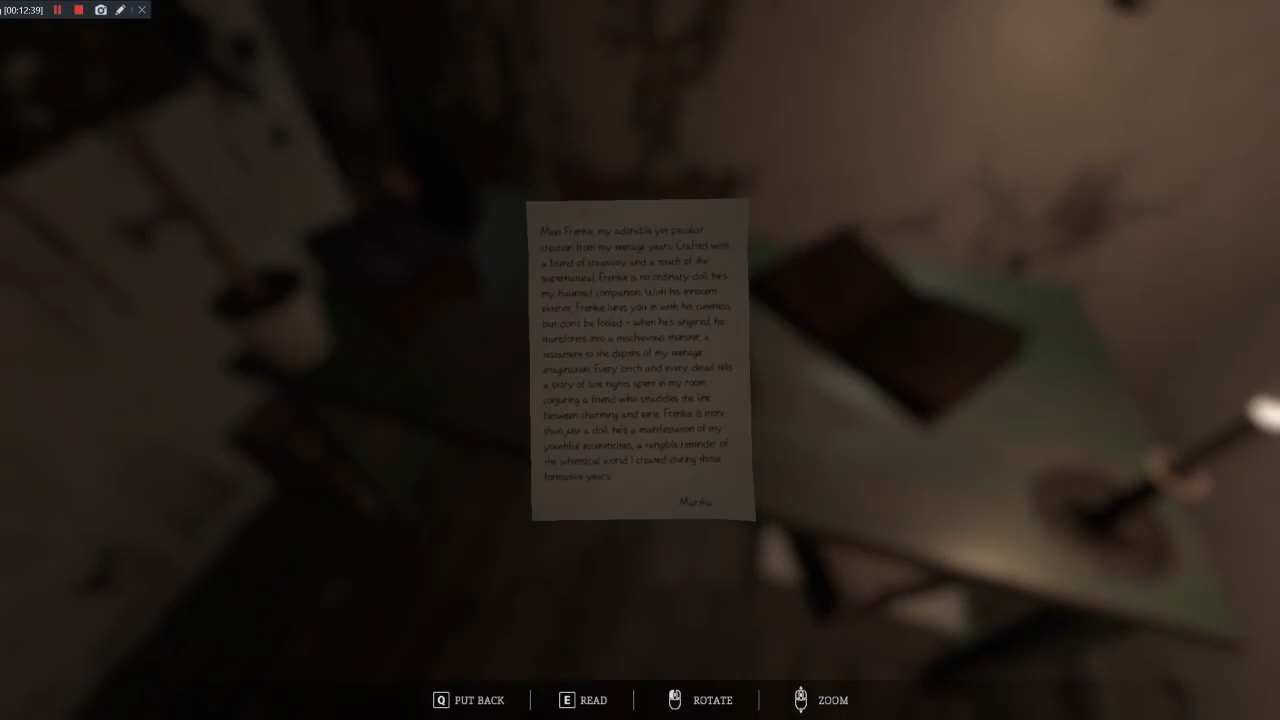 [00:12:39]
Meet Frenkie, my adorable yet peculiar
creation from my teenage years. Crafted with
a blend of creativity and a touch of the
supernatural, Frenkie is no ordinary doll; he's
my haunted companion. With his innocent
exterior, Frenkie lures you in with his cuteness,
but don't be fooled - when he's angered, he
transforms into a mischievous monster, a
testament to the depths of my teenage
imagination. Every stitch and every detail tells
a story of late nights spent in my room,
conjuring a friend who straddles the line
between charming and eerie. Frenkie is more
than just a doll; he's a manifestation of my
youthful eccentricities, a tangible reminder of
the whimsical world I created during those
formative years.
Marsha
Q PUT BACK E READ ROTATE ZOOM